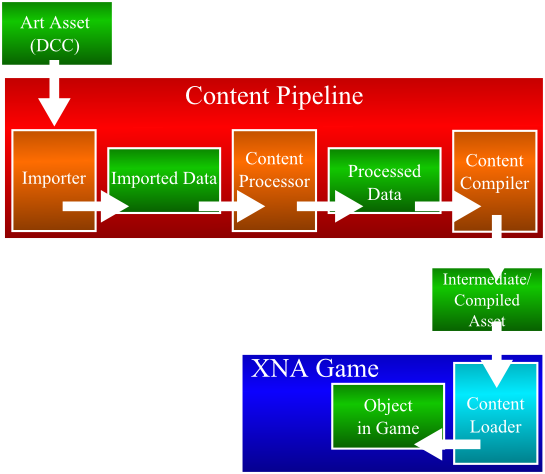 Art Asset
(DCC)
Content Pipeline
Importer
Imported Data
Content
Processor
Processed
Data
Content
Compiler
Intermediate/
Compiled
Asset
XNA Game
Object
in Game
Content
Loader